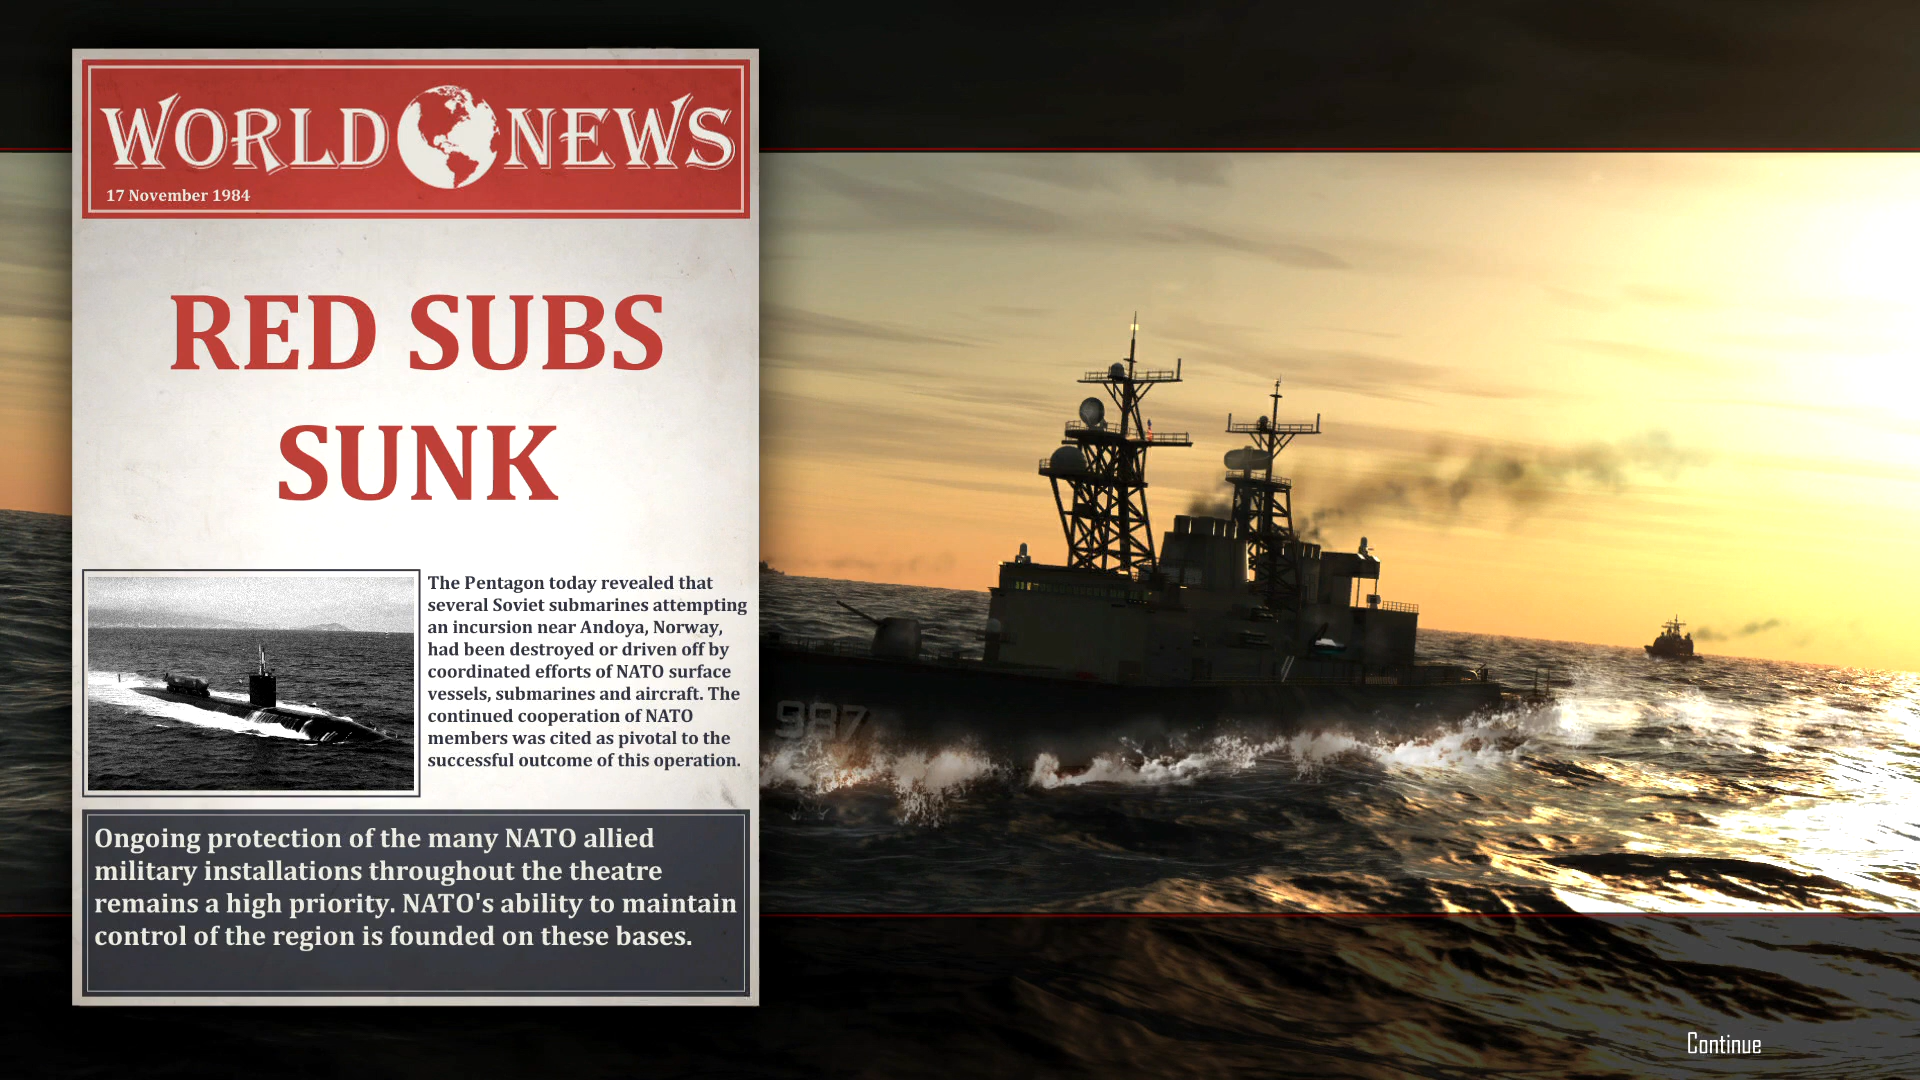 WORLD NEWS
17 November 1984
RED SUBS
SUNK
The Pentagon today revealed that
several Soviet submarines attempting
an incursion near Andoya, Norway,
had been destroyed or driven off by
coordinated efforts of NATO surface
vessels, submarines and aircraft. The
continued cooperation of NATO
members was cited as pivotal to the
successful outcome of this operation.
Ongoing protection of the many NATO allied
military installations throughout the theatre
remains a high priority. NATO's ability to maintain
control of the region is founded on these bases.
987
Continue